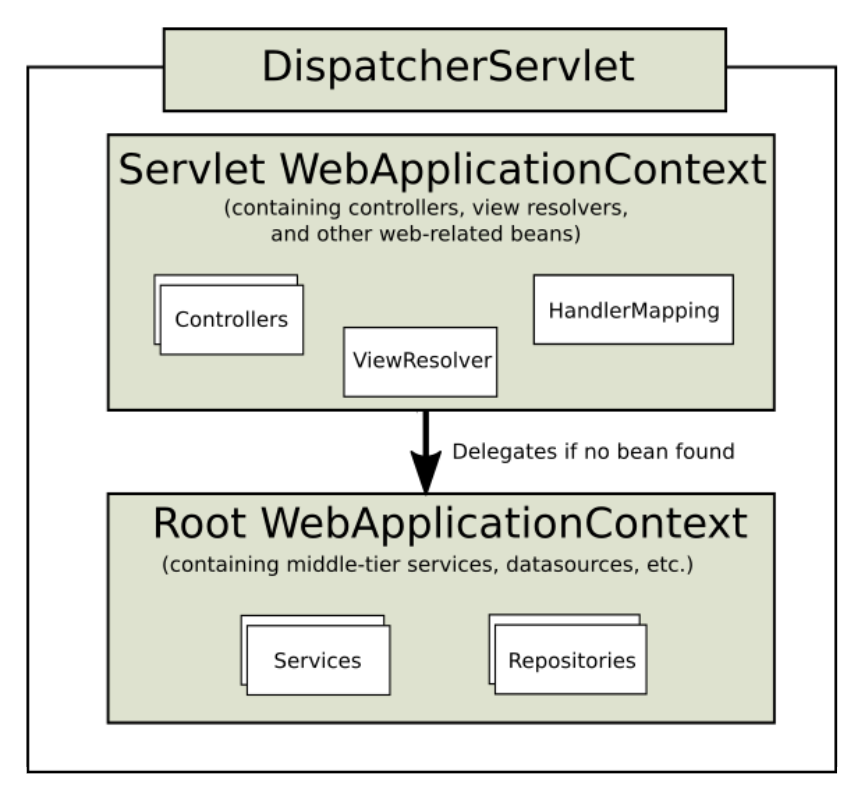 DispatcherServlet
Servlet WebApplicationContext
(containing controllers, view resolvers,
and other web-related beans)
Controllers
HandlerMapping
ViewResolver
Delegates if no bean found
Root WebApplicationContext
(containing middle-tier services, datasources, etc.)
Services
Repositories